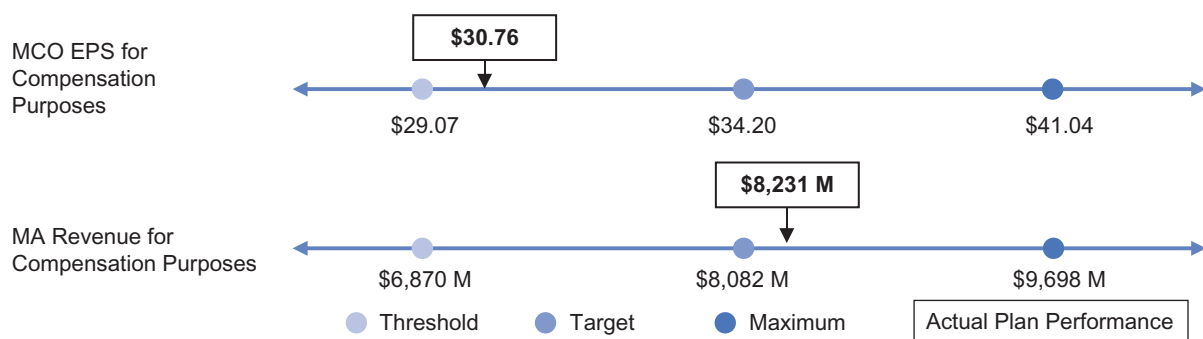 $30.76
MCO EPS for
Compensation
Purposes
$29.07 $34.20 $41.04
$8,231 M
MA Revenue for
Compensation Purposes
$6,870 M $8,082 M $9,698 M
Threshold Target Maximum Actual Plan Performance